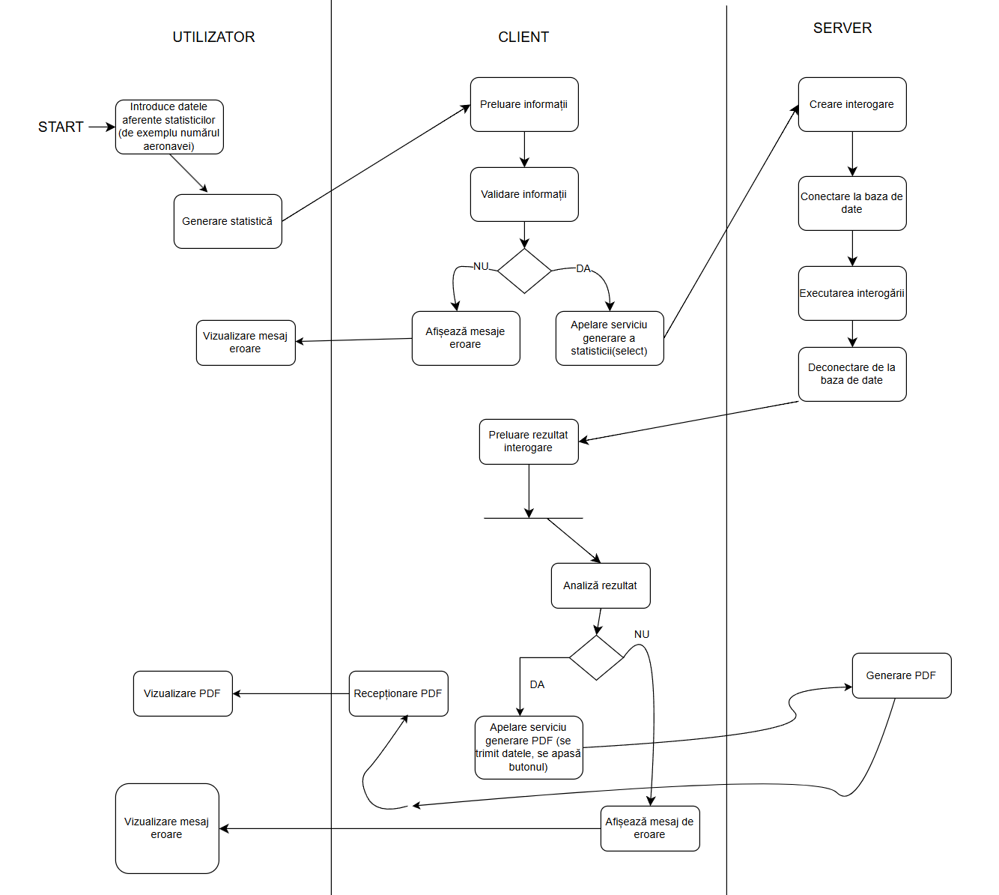 UTILIZATOR
CLIENT
SERVER
START
Introduce datele
aferente statisticilor
(de exemplu numărul
aeronavei)
Generare statistică
Preluare informații
Validare informații
NU
DA
Afișează mesaje
eroare
Apelare serviciu
generare a
statisticii(select)
Vizualizare mesaj
eroare
Creare interogare
Conectare la baza de
date
Executarea interogării
Deconectare de la
baza de date
Preluare rezultat
interogare
Analiză rezultat
NU
DA
Apelare serviciu
generare PDF (se
trimit datele, se apasă
butonul)
Generare PDF
Recepționare PDF
Vizualizare PDF
Afișează mesaj de
eroare
Vizualizare mesaj
eroare